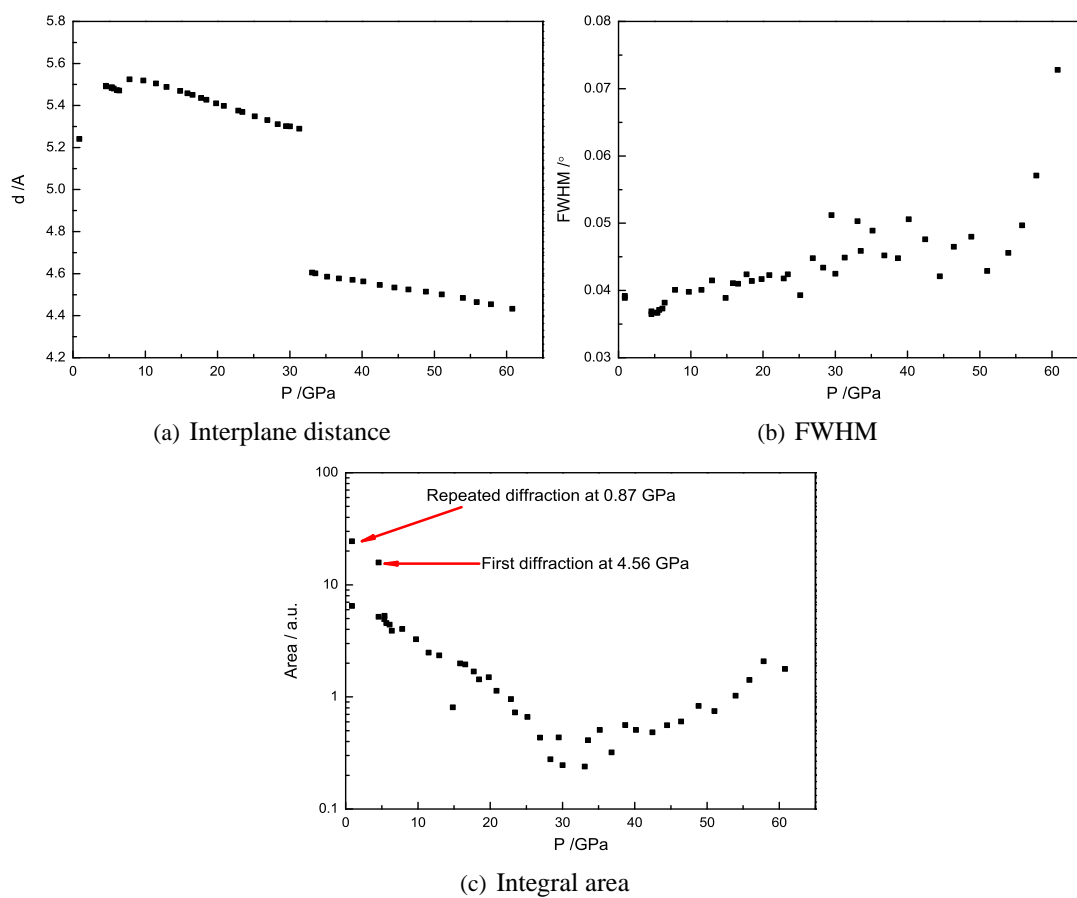 5.8
5.6
5.4
5.2
5.0
4.8
4.6
4.4
4.2
d /A
0 10 20 30 40 50 60
P /GPa
(a) Interplane distance
0.08
0.07
0.06
0.05
0.04
0.03
FWHM /°
0 10 20 30 40 50 60
P /GPa
(b) FWHM
100
10
1
0.1
Area / a.u.
Repeated diffraction at 0.87 GPa
First diffraction at 4.56 GPa
0 10 20 30 40 50 60
P /GPa
(c) Integral area